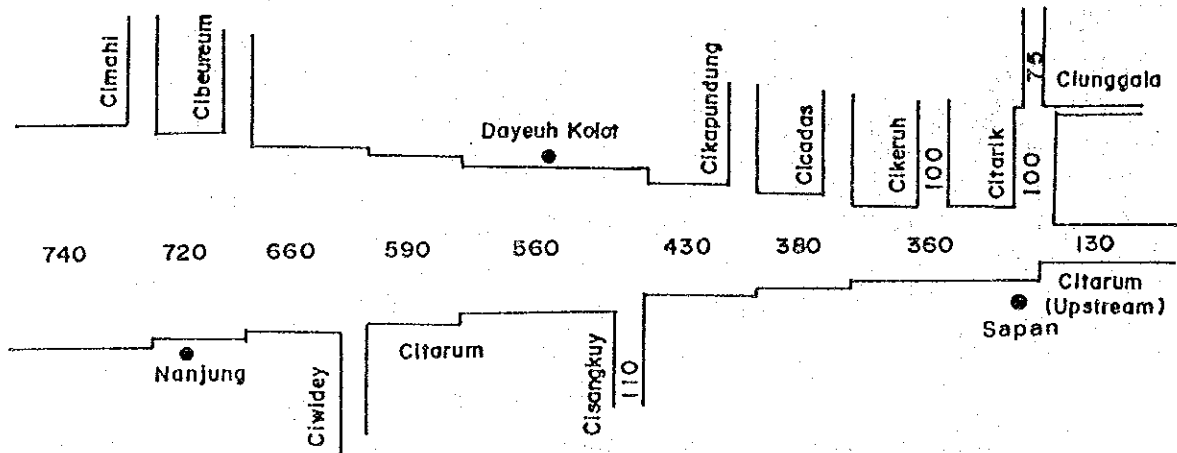 Cimahi
Cibeureum
Dayeuh Kolot
Cikapundung
Cicadas
Cikeruh
100
Citarik
100
75
Ciunggala
740
720
660
590
560
430
380
360
130
Nanjung
Ciwidey
Citarum
Cisangkuy
110
Sapan
Citarum
(Upstream)